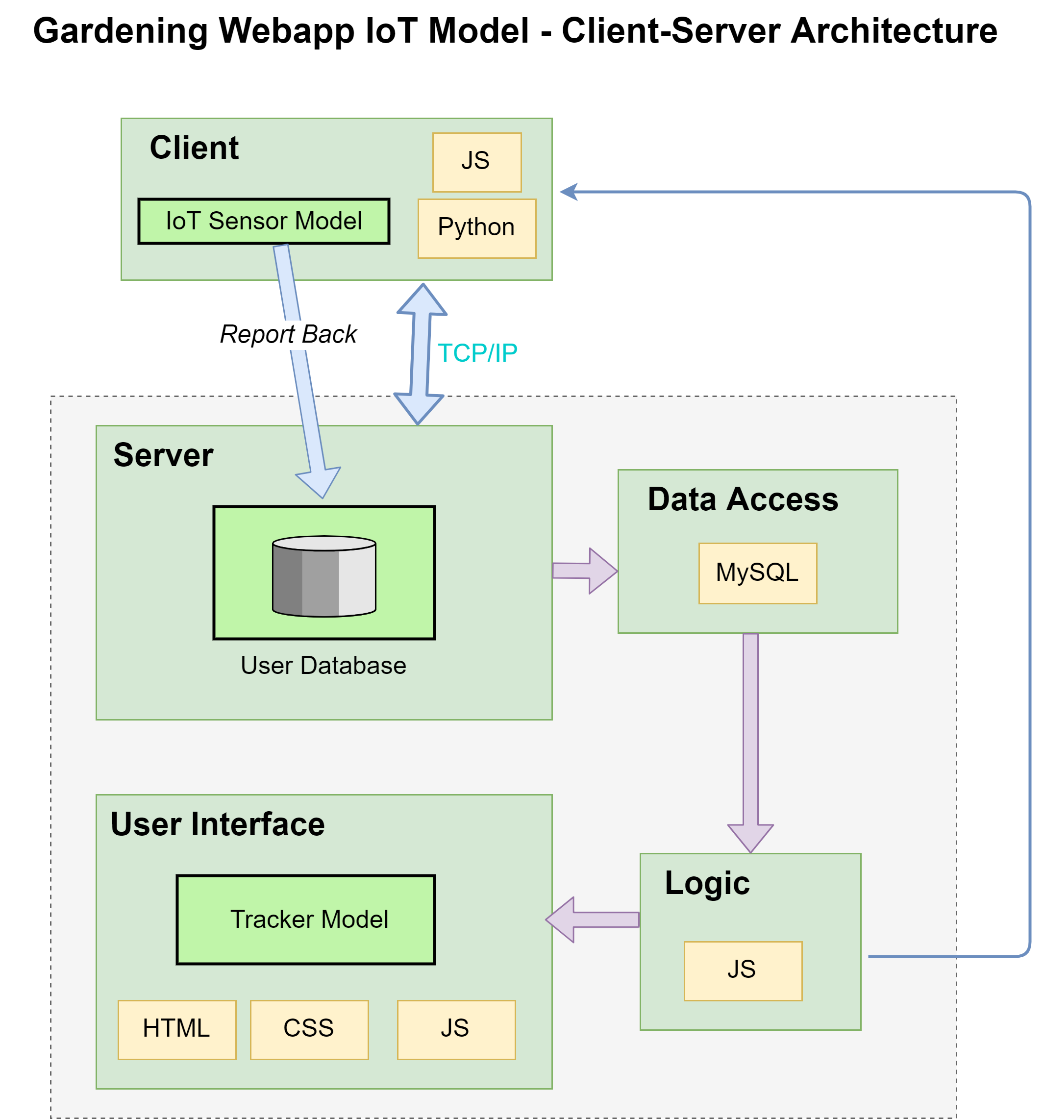 Gardening Webapp IoT Model - Client-Server Architecture
Client
JS
IoT Sensor Model
Python
Report Back
TCP/IP
Server
Data Access
MySQL
User Database
User Interface
Tracker Model
Logic
JS
HTML
CSS
JS